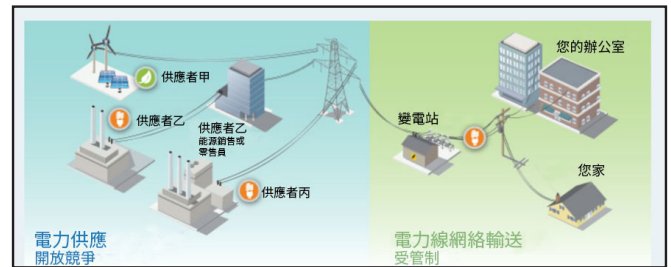 供應者甲
供應者乙
供應者乙
能源銷售或
零售員
供應者丙
電力供應
開放競爭
您的辦公室
變電站
您家
電力線網絡輸送
受管制